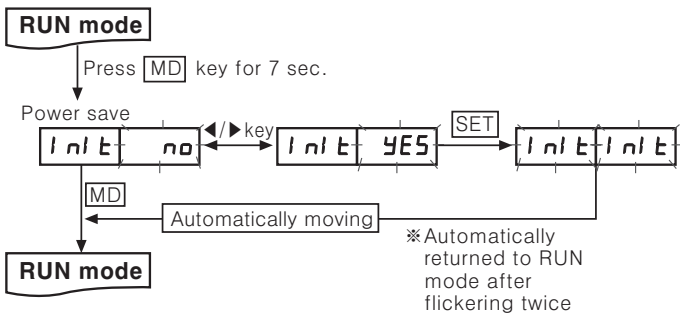 RUN mode
Press MD key for 7 sec.
Power save
InIt no
◀/▶key
InIt YES
SET
InIt InIt
MD
Automatically moving
※Automatically
returned to RUN
mode after
flickering twice
RUN mode